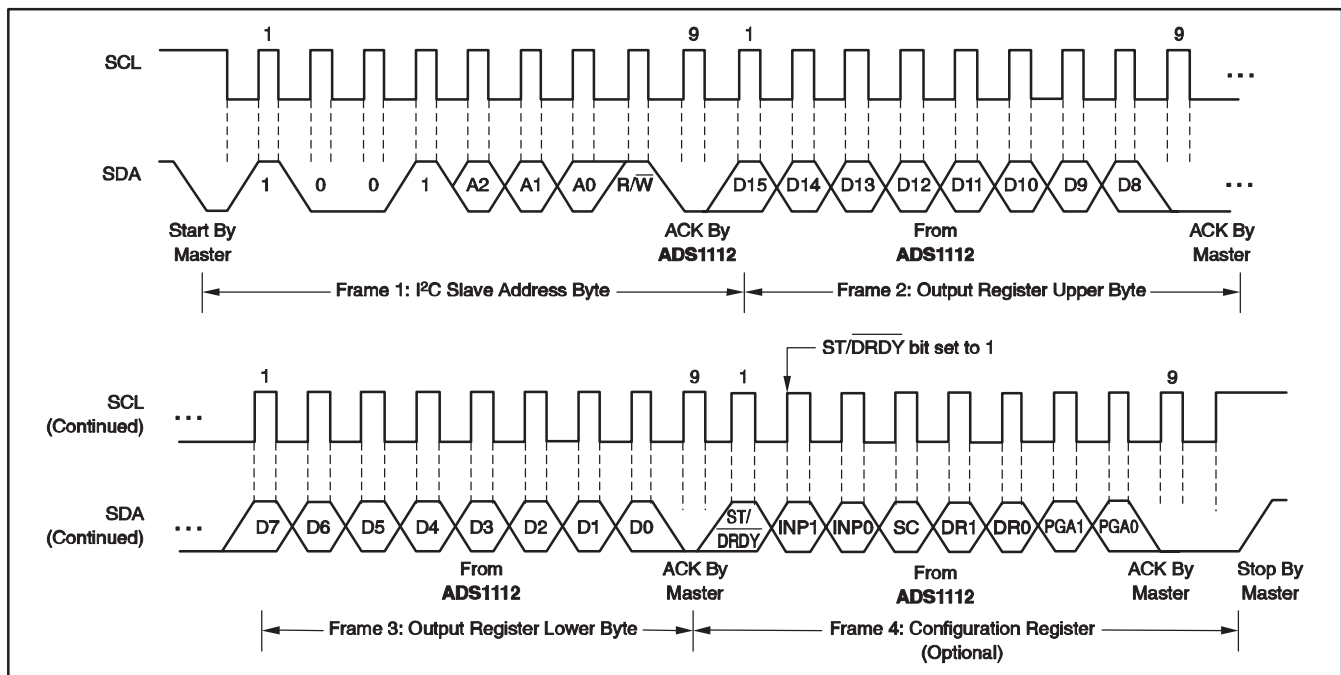 1 9 1 9
SCL ...
SDA 1 0 0 1 A2 A1 A0 R/W̅ D15 D14 D13 D12 D11 D10 D9 D8 ...
Start By
Master
ACK By
ADS1112
From
ADS1112
ACK By
Master
Frame 1: I²C Slave Address Byte
Frame 2: Output Register Upper Byte
ST/D̅R̅D̅Y̅ bit set to 1
1 9 1 9
SCL
(Continued)
...
SDA
(Continued)
... D7 D6 D5 D4 D3 D2 D1 D0 ST/D̅R̅D̅Y̅ INP1 INP0 SC DR1 DR0 PGA1 PGA0
From
ADS1112
ACK By
Master
From
ADS1112
ACK By
Master
Stop By
Master
Frame 3: Output Register Lower Byte
Frame 4: Configuration Register
(Optional)